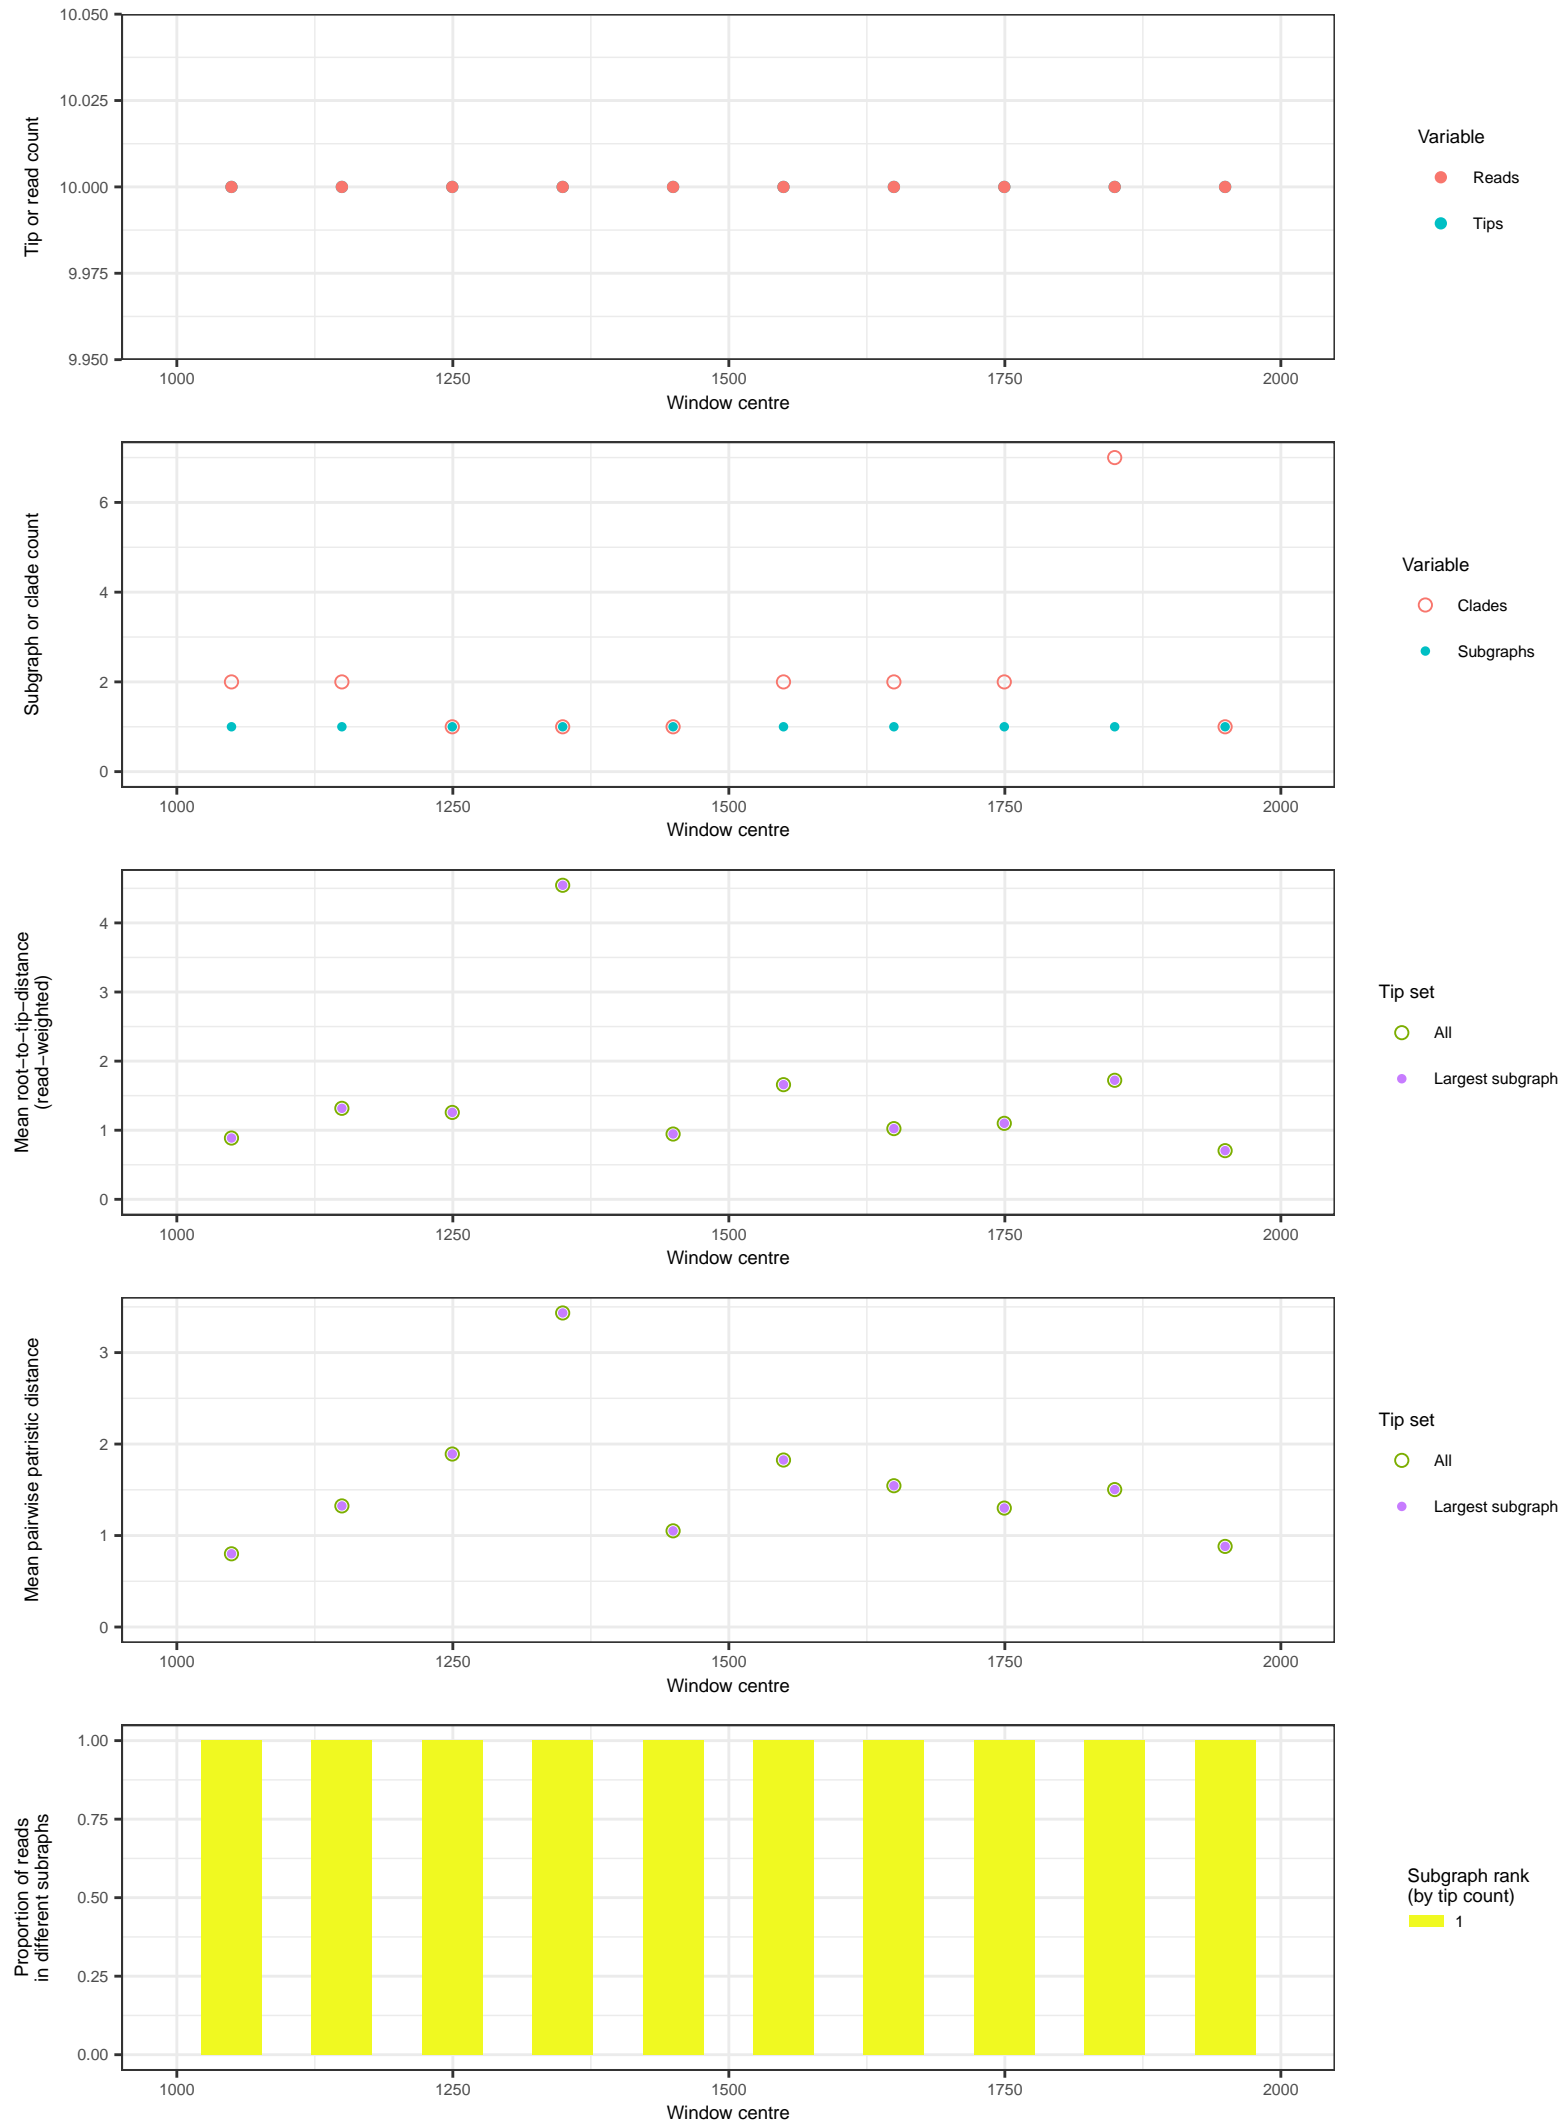 10.050
10.025
10.000
9.975
9.950
Tip or read count
1000 1250 1500 1750 2000
Window centre
Variable
Reads
Tips
6
4
2
0
Subgraph or clade count
1000 1250 1500 1750 2000
Window centre
Variable
Clades
Subgraphs
4
3
2
1
0
Mean root−to−tip−distance
(read−weighted)
1000 1250 1500 1750 2000
Window centre
Tip set
All
Largest subgraph
3
2
1
0
Mean pairwise patristic distance
1000 1250 1500 1750 2000
Window centre
Tip set
All
Largest subgraph
1.00
0.75
0.50
0.25
0.00
Proportion of reads
in different subraphs
1000 1250 1500 1750 2000
Window centre
Subgraph rank
(by tip count)
1